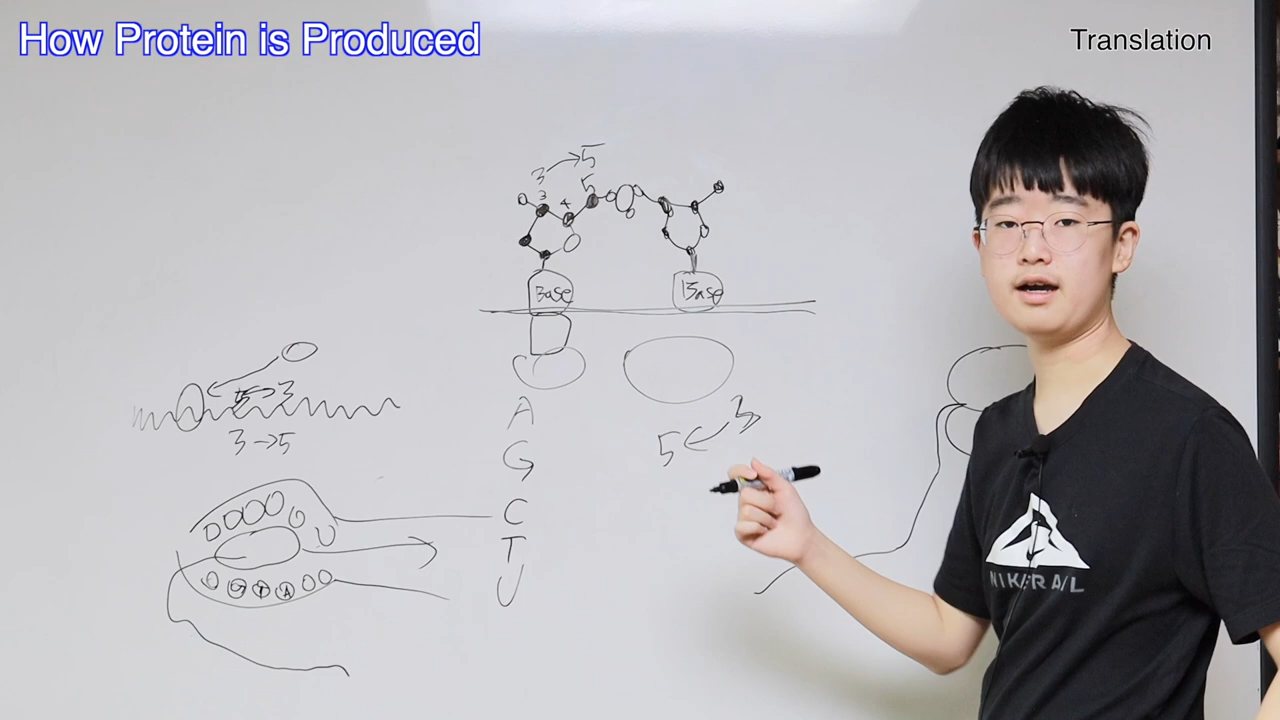 How Protein is Produced
Translation
3 → 5
3 4 5
Base
Base
A
G
C
T
U
5 ← 3
3 → 5
G T A
NIKE TRAIL